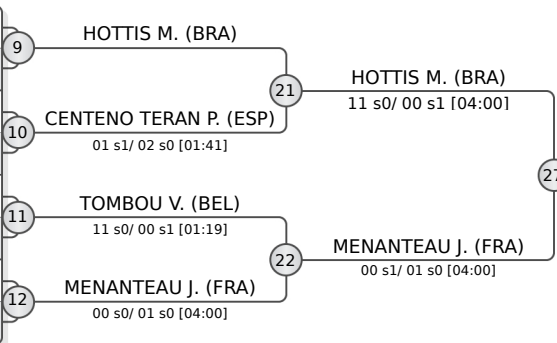 HOTTIS M. (BRA)
9
21
HOTTIS M. (BRA)
11 s0/ 00 s1 [04:00]
CENTENO TERAN P. (ESP)
10
01 s1/ 02 s0 [01:41]
27
TOMBOU V. (BEL)
11
11 s0/ 00 s1 [01:19]
22
MENANTEAU J. (FRA)
00 s1/ 01 s0 [04:00]
MENANTEAU J. (FRA)
12
00 s0/ 01 s0 [04:00]